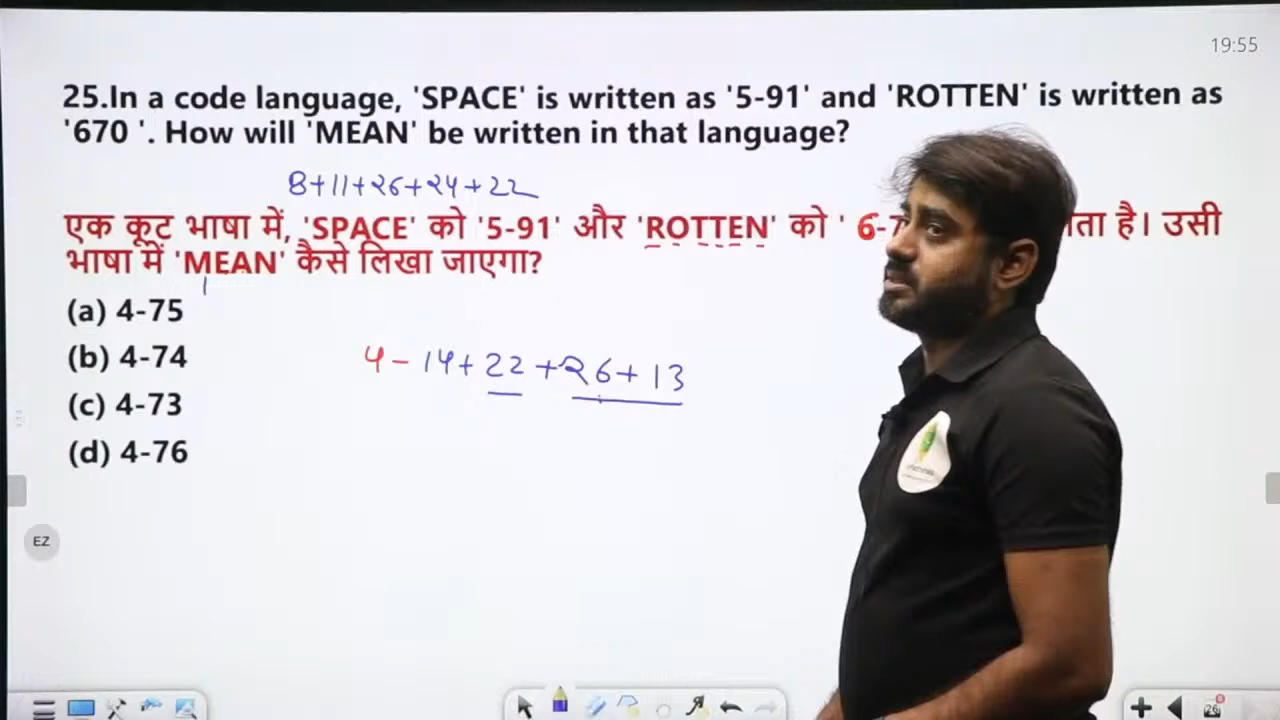 19:55
25.In a code language, 'SPACE' is written as '5-91' and 'ROTTEN' is written as
'670 '. How will 'MEAN' be written in that language?
8+11+26+24+22
एक कूट भाषा में, 'SPACE' को '5-91' और 'ROTTEN' को ' 6-7 ता है। उसी
भाषा में 'MEAN' कैसे लिखा जाएगा?
(a) 4-75
(b) 4-74
4-14+22+26+13
(c) 4-73
(d) 4-76
EZ
26